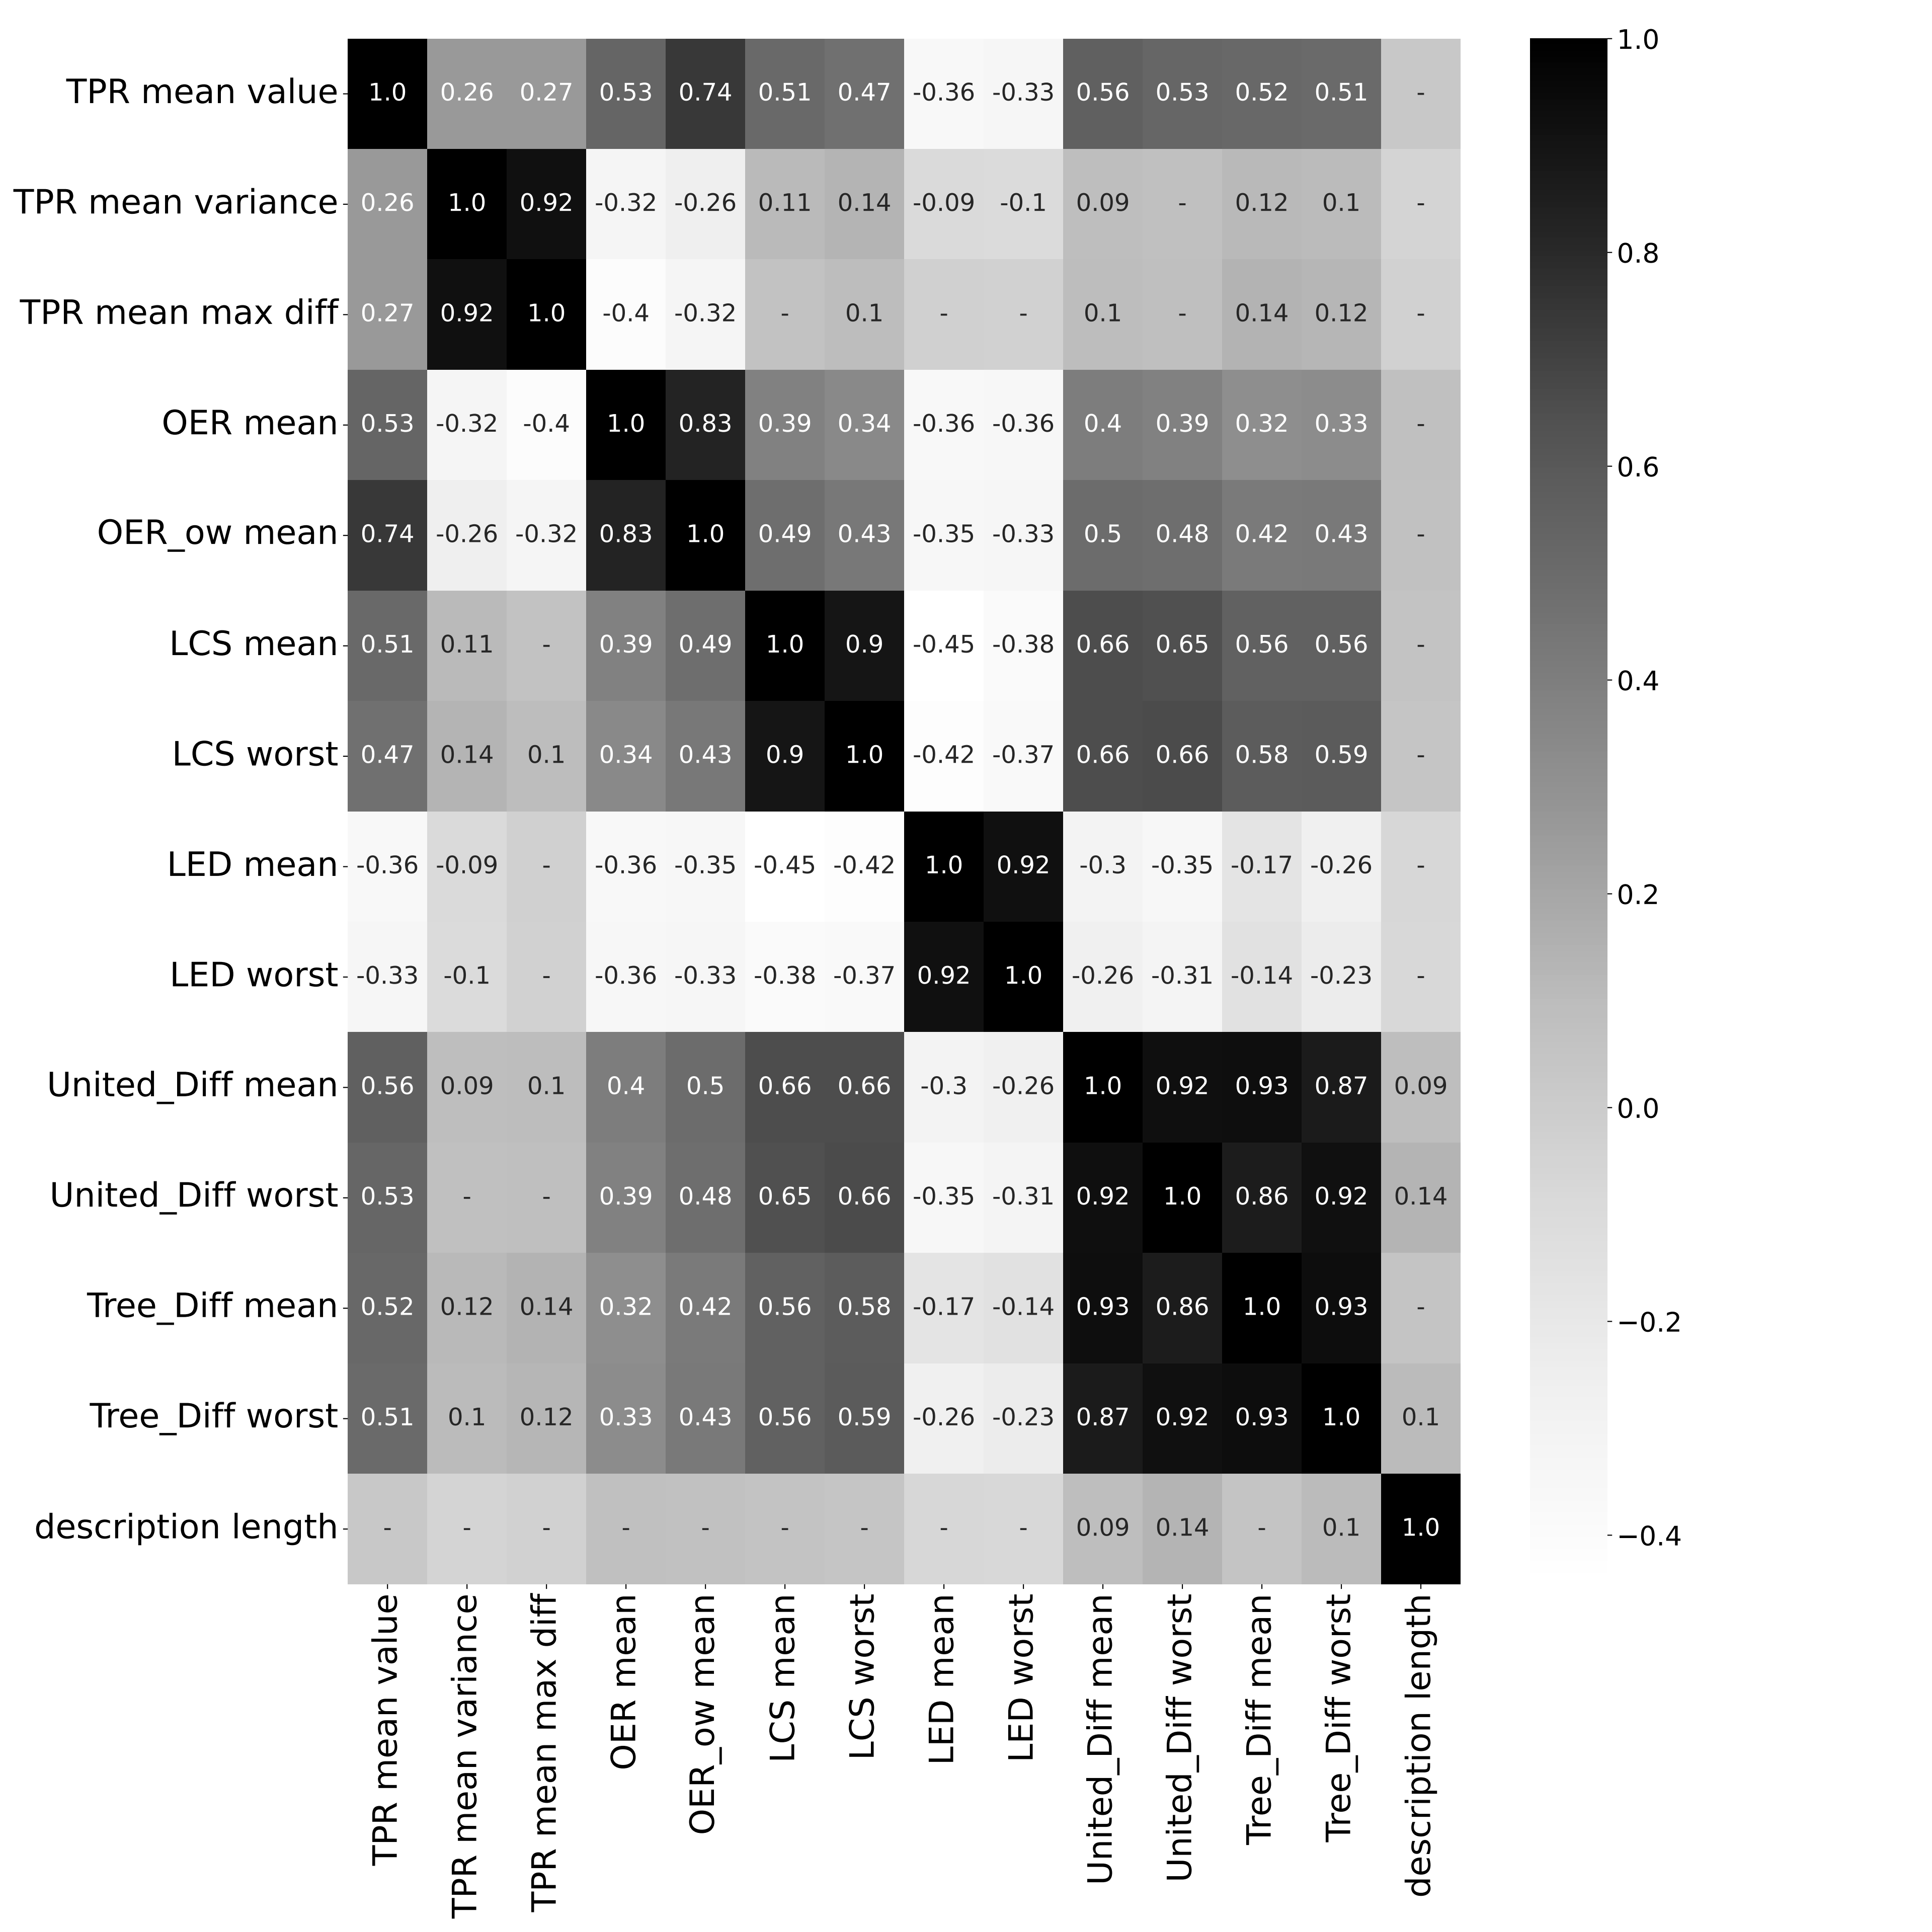 TPR mean value 1.0 0.26 0.27 0.53 0.74 0.51 0.47 -0.36 -0.33 0.56 0.53 0.52 0.51 -
TPR mean variance 0.26 1.0 0.92 -0.32 -0.26 0.11 0.14 -0.09 -0.1 0.09 - 0.12 0.1 -
TPR mean max diff 0.27 0.92 1.0 -0.4 -0.32 - 0.1 - - 0.1 - 0.14 0.12 -
OER mean 0.53 -0.32 -0.4 1.0 0.83 0.39 0.34 -0.36 -0.36 0.4 0.39 0.32 0.33 -
OER_ow mean 0.74 -0.26 -0.32 0.83 1.0 0.49 0.43 -0.35 -0.33 0.5 0.48 0.42 0.43 -
LCS mean 0.51 0.11 - 0.39 0.49 1.0 0.9 -0.45 -0.38 0.66 0.65 0.56 0.56 -
LCS worst 0.47 0.14 0.1 0.34 0.43 0.9 1.0 -0.42 -0.37 0.66 0.66 0.58 0.59 -
LED mean -0.36 -0.09 - -0.36 -0.35 -0.45 -0.42 1.0 0.92 -0.3 -0.35 -0.17 -0.26 -
LED worst -0.33 -0.1 - -0.36 -0.33 -0.38 -0.37 0.92 1.0 -0.26 -0.31 -0.14 -0.23 -
United_Diff mean 0.56 0.09 0.1 0.4 0.5 0.66 0.66 -0.3 -0.26 1.0 0.92 0.93 0.87 0.09
United_Diff worst 0.53 - - 0.39 0.48 0.65 0.66 -0.35 -0.31 0.92 1.0 0.86 0.92 0.14
Tree_Diff mean 0.52 0.12 0.14 0.32 0.42 0.56 0.58 -0.17 -0.14 0.93 0.86 1.0 0.93 -
Tree_Diff worst 0.51 0.1 0.12 0.33 0.43 0.56 0.59 -0.26 -0.23 0.87 0.92 0.93 1.0 0.1
description length - - - - - - - - - 0.09 0.14 - 0.1 1.0
TPR mean value
TPR mean variance
TPR mean max diff
OER mean
OER_ow mean
LCS mean
LCS worst
LED mean
LED worst
United_Diff mean
United_Diff worst
Tree_Diff mean
Tree_Diff worst
description length
1.0
0.8
0.6
0.4
0.2
0.0
−0.2
−0.4